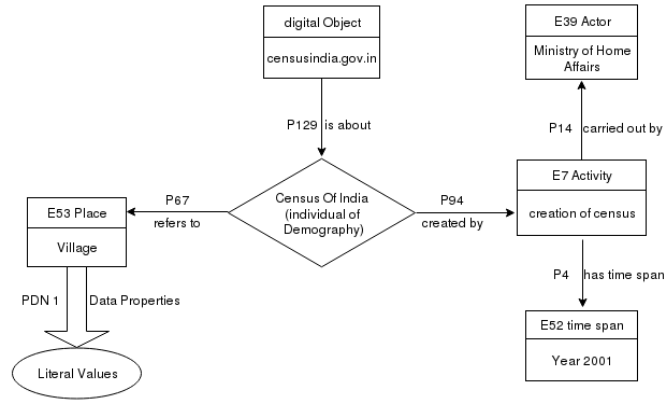 digital Object
censusindia.gov.in
E39 Actor
Ministry of Home
Affairs
P129 is about
P14 carried out by
Census Of India
(individual of
Demography)
P67
refers to
P94
created by
E7 Activity
creation of census
E53 Place
Village
P4 has time span
PDN 1 Data Properties
E52 time span
Year 2001
Literal Values